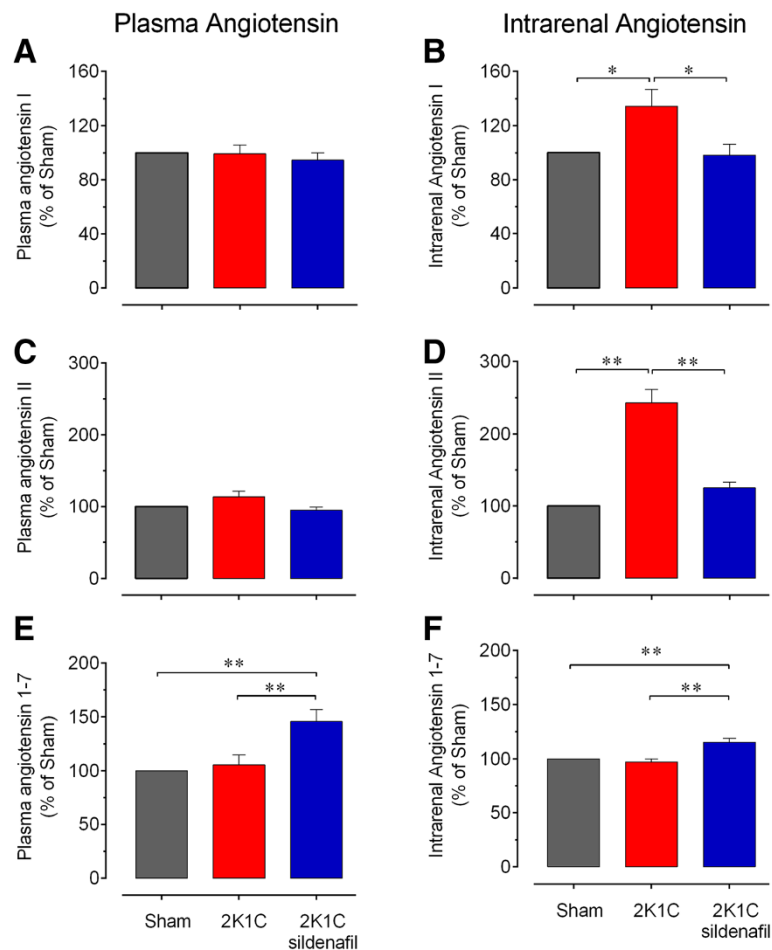 Plasma Angiotensin
Intrarenal Angiotensin
A
Plasma angiotensin I
(% of Sham)
160
120
80
40
0
B
Intrarenal Angiotensin I
(% of Sham)
160
120
80
40
0
*
*
C
Plasma angiotensin II
(% of Sham)
300
200
100
0
D
Intrarenal Angiotensin II
(% of Sham)
300
200
100
0
**
**
E
Plasma angiotensin 1-7
(% of Sham)
200
150
100
50
0
**
**
Sham
2K1C
2K1C
sildenafil
F
Intrarenal Angiotensin 1-7
(% of Sham)
200
150
100
50
0
**
**
Sham
2K1C
2K1C
sildenafil